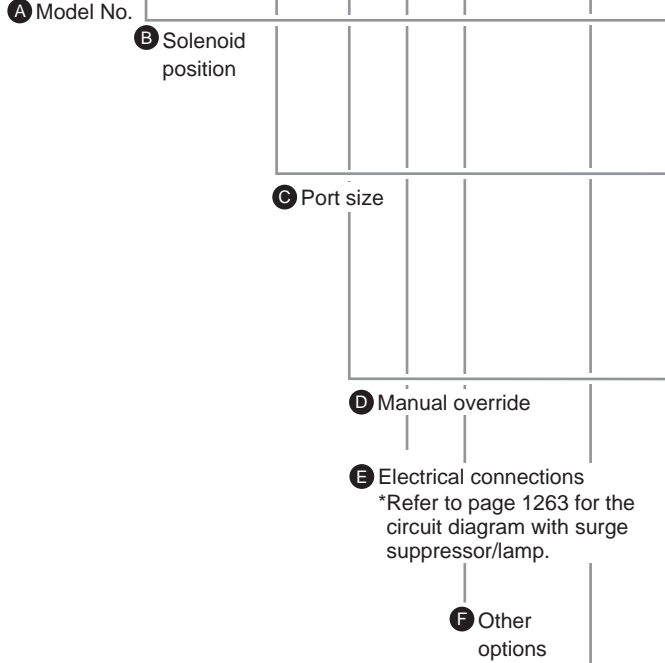 A Model No.
B Solenoid
position
C Port size
D Manual override
E Electrical connections
*Refer to page 1263 for the
circuit diagram with surge
suppressor/lamp.
F Other
options